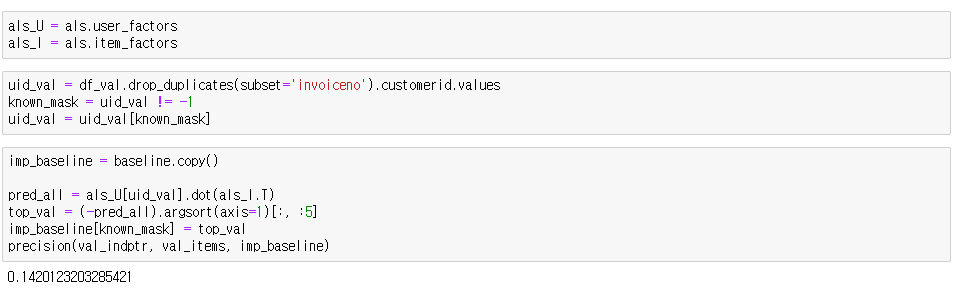 als_U = als.user_factors
als_I = als.item_factors
uid_val = df_val.drop_duplicates(subset='invoiceno').customerid.values
known_mask = uid_val != -1
uid_val = uid_val[known_mask]
imp_baseline = baseline.copy()
pred_all = als_U[uid_val].dot(als_I.T)
top_val = (-pred_all).argsort(axis=1)[:, :5]
imp_baseline[known_mask] = top_val
precision(val_indptr, val_items, imp_baseline)
0.1420123203285421